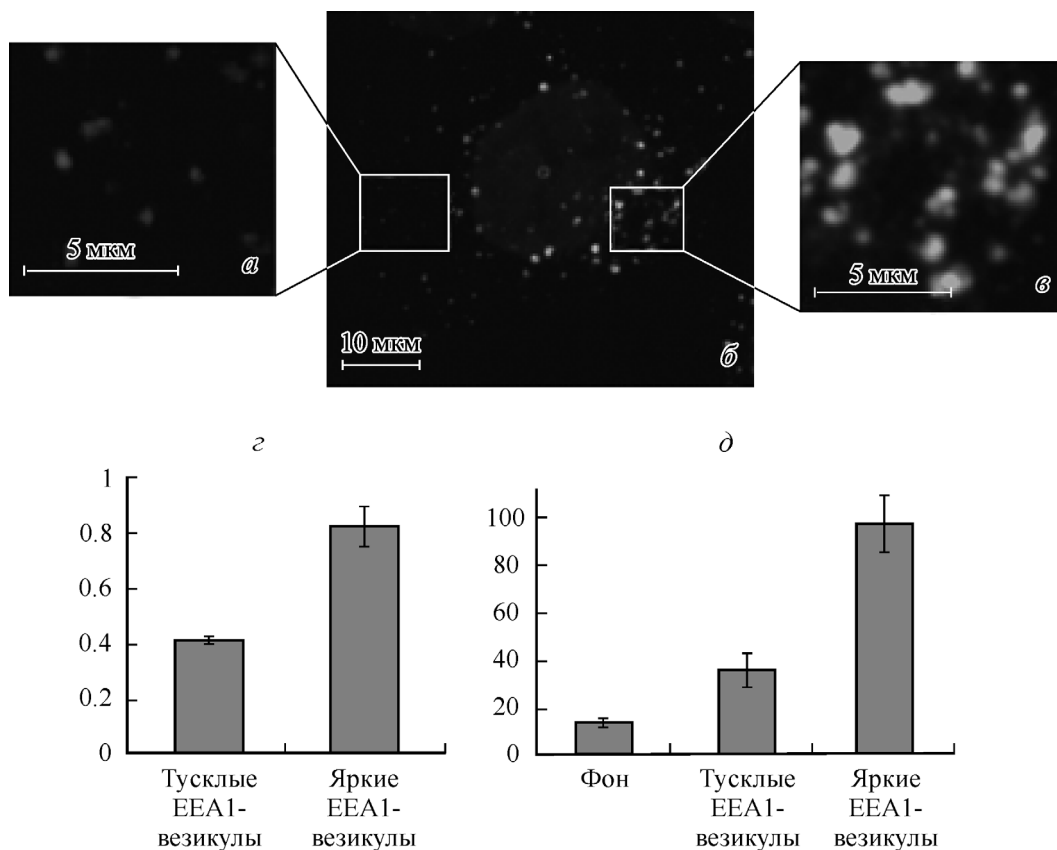 5 мкм
а
10 мкм
б
5 мкм
в
г
1
0.8
0.6
0.4
0.2
0
Тусклые
EEA1-
везикулы
Яркие
EEA1-
везикулы
д
100
80
60
40
20
0
Фон
Тусклые
EEA1-
везикулы
Яркие
EEA1-
везикулы